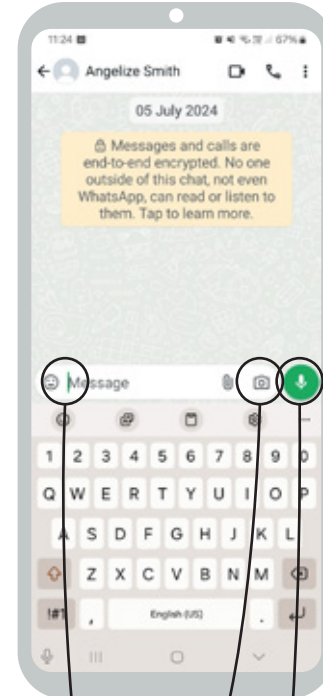 11:24 67%
Angelize Smith
05 July 2024
Messages and calls are
end-to-end encrypted. No one
outside of this chat, not even
WhatsApp, can read or listen to
them. Tap to learn more.
Message
1 2 3 4 5 6 7 8 9 0
Q W E R T Y U I O P
A S D F G H J K L
Z X C V B N M
!#1 , English (US) .